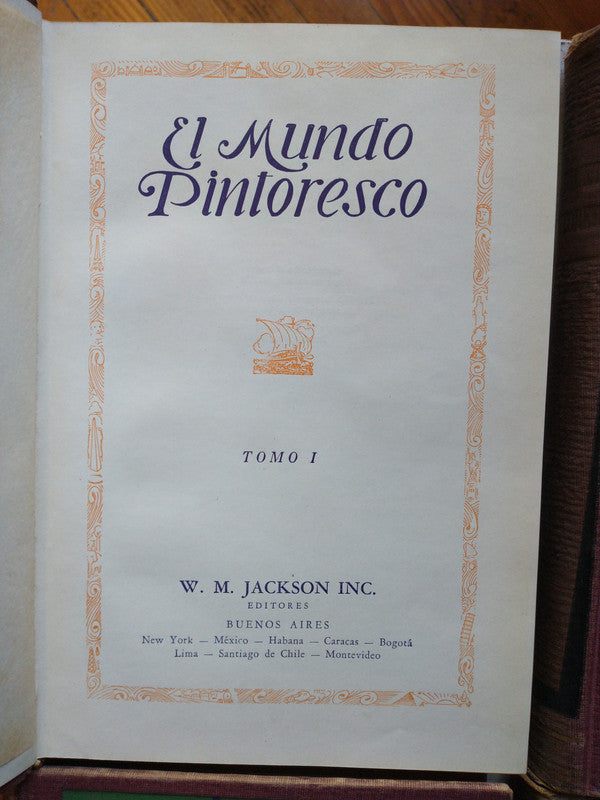 El Mundo
Pintoresco
TOMO I
W. M. JACKSON INC.
EDITORES
BUENOS AIRES
New York — México — Habana — Caracas — Bogotá
Lima — Santiago de Chile — Montevideo